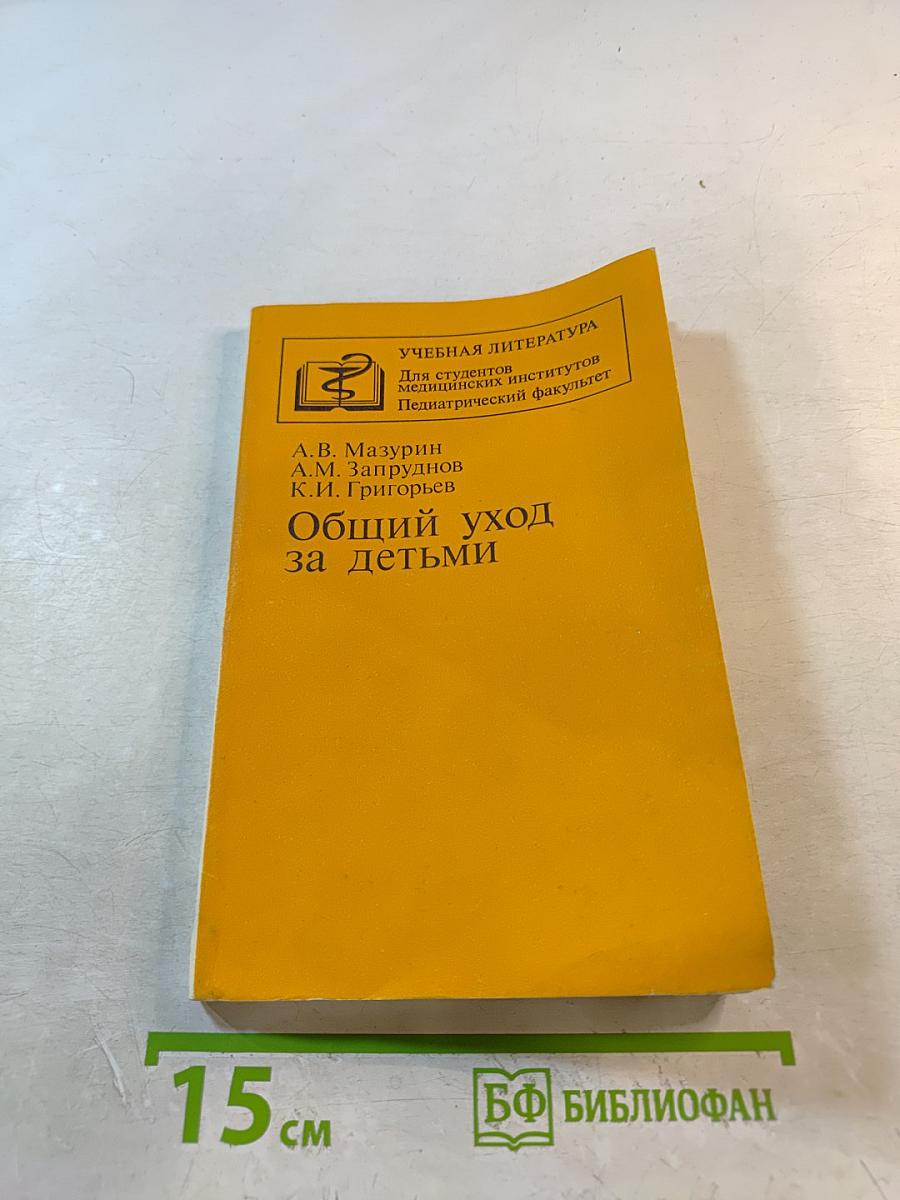 УЧЕБНАЯ ЛИТЕРАТУРА
Для студентов
медицинских институтов
Педиатрический факультет
А.В. Мазурин
А.М. Запруднов
К.И. Григорьев
Общий уход
за детьми
15 см
БФ БИБЛИОФАН